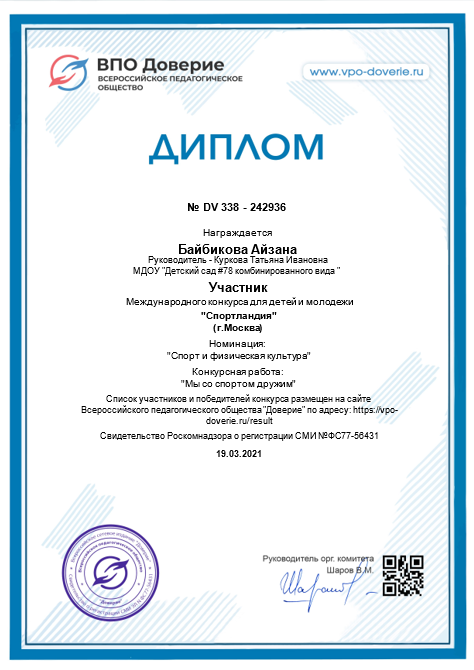 ВПО Доверие
ВСЕРОССИЙСКОЕ ПЕДАГОГИЧЕСКОЕ
ОБЩЕСТВО
www.vpo-doverie.ru
ДИПЛОМ
№ DV 338 - 242936
Награждается
Байбикова Айзана
Руководитель - Куркова Татьяна Ивановна
МДОУ "Детский сад #78 комбинированного вида "
Участник
Международного конкурса для детей и молодежи
"Спортландия"
(г.Москва)
Номинация:
"Спорт и физическая культура"
Конкурсная работа:
"Мы со спортом дружим"
Список участников и победителей конкурса размещен на сайте
Всероссийского педагогического общества "Доверие" по адресу: https://vpo-
doverie.ru/result
Свидетельство Роскомнадзора о регистрации СМИ №ФС77-56431
19.03.2021
Руководитель орг. комитета
Шаров В.М.